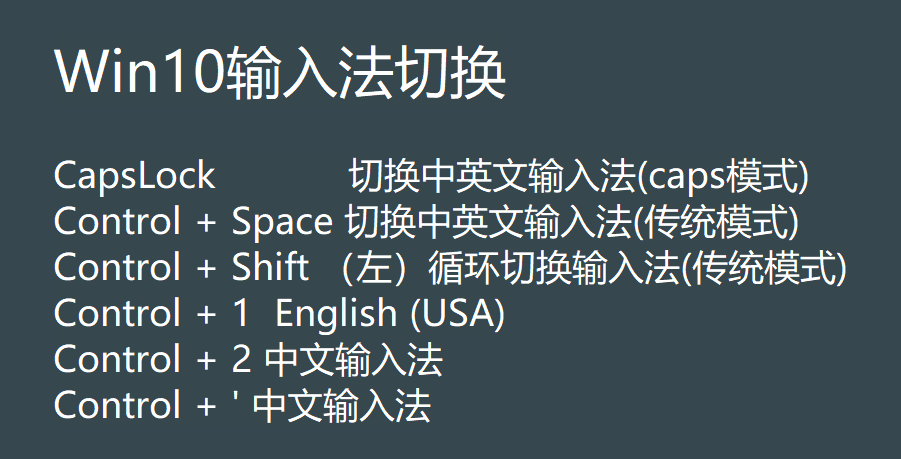 Win10输入法切换
CapsLock 切换中英文输入法(caps模式)
Control + Space 切换中英文输入法(传统模式)
Control + Shift （左）循环切换输入法(传统模式)
Control + 1 English (USA)
Control + 2 中文输入法
Control + ' 中文输入法